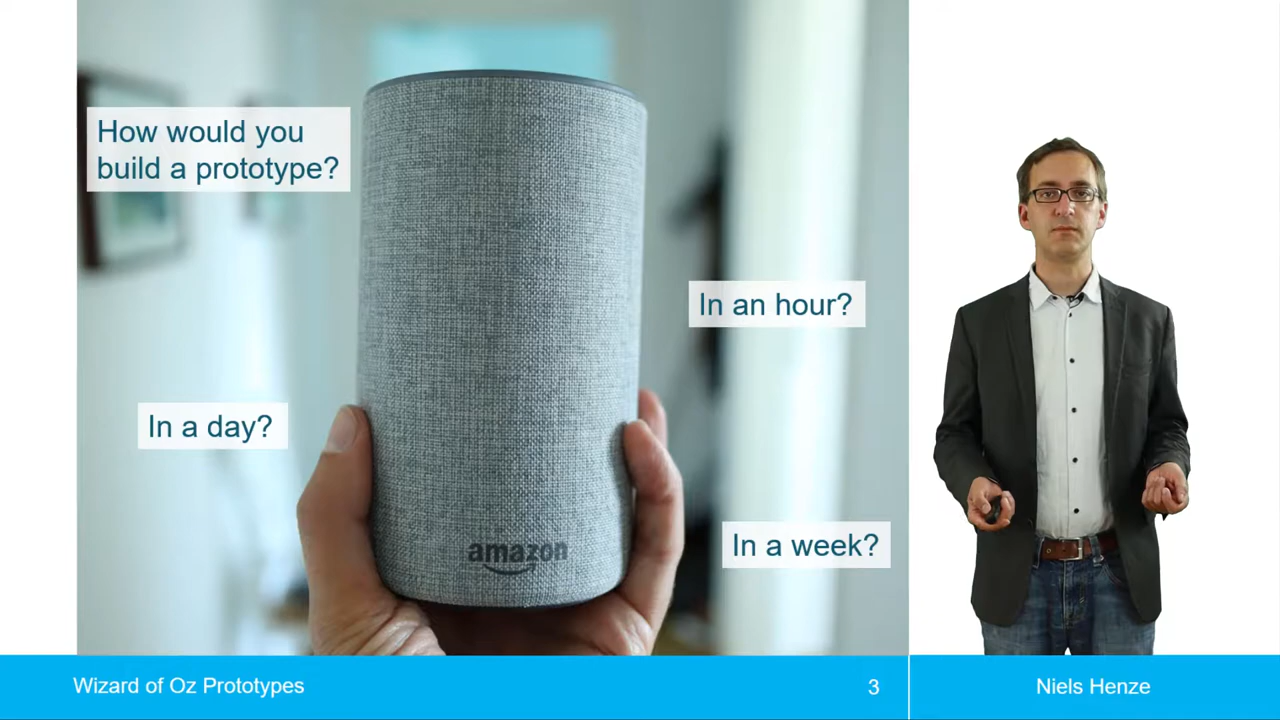 How would you
build a prototype?
In an hour?
In a day?
In a week?
amazon
Wizard of Oz Prototypes
3
Niels Henze